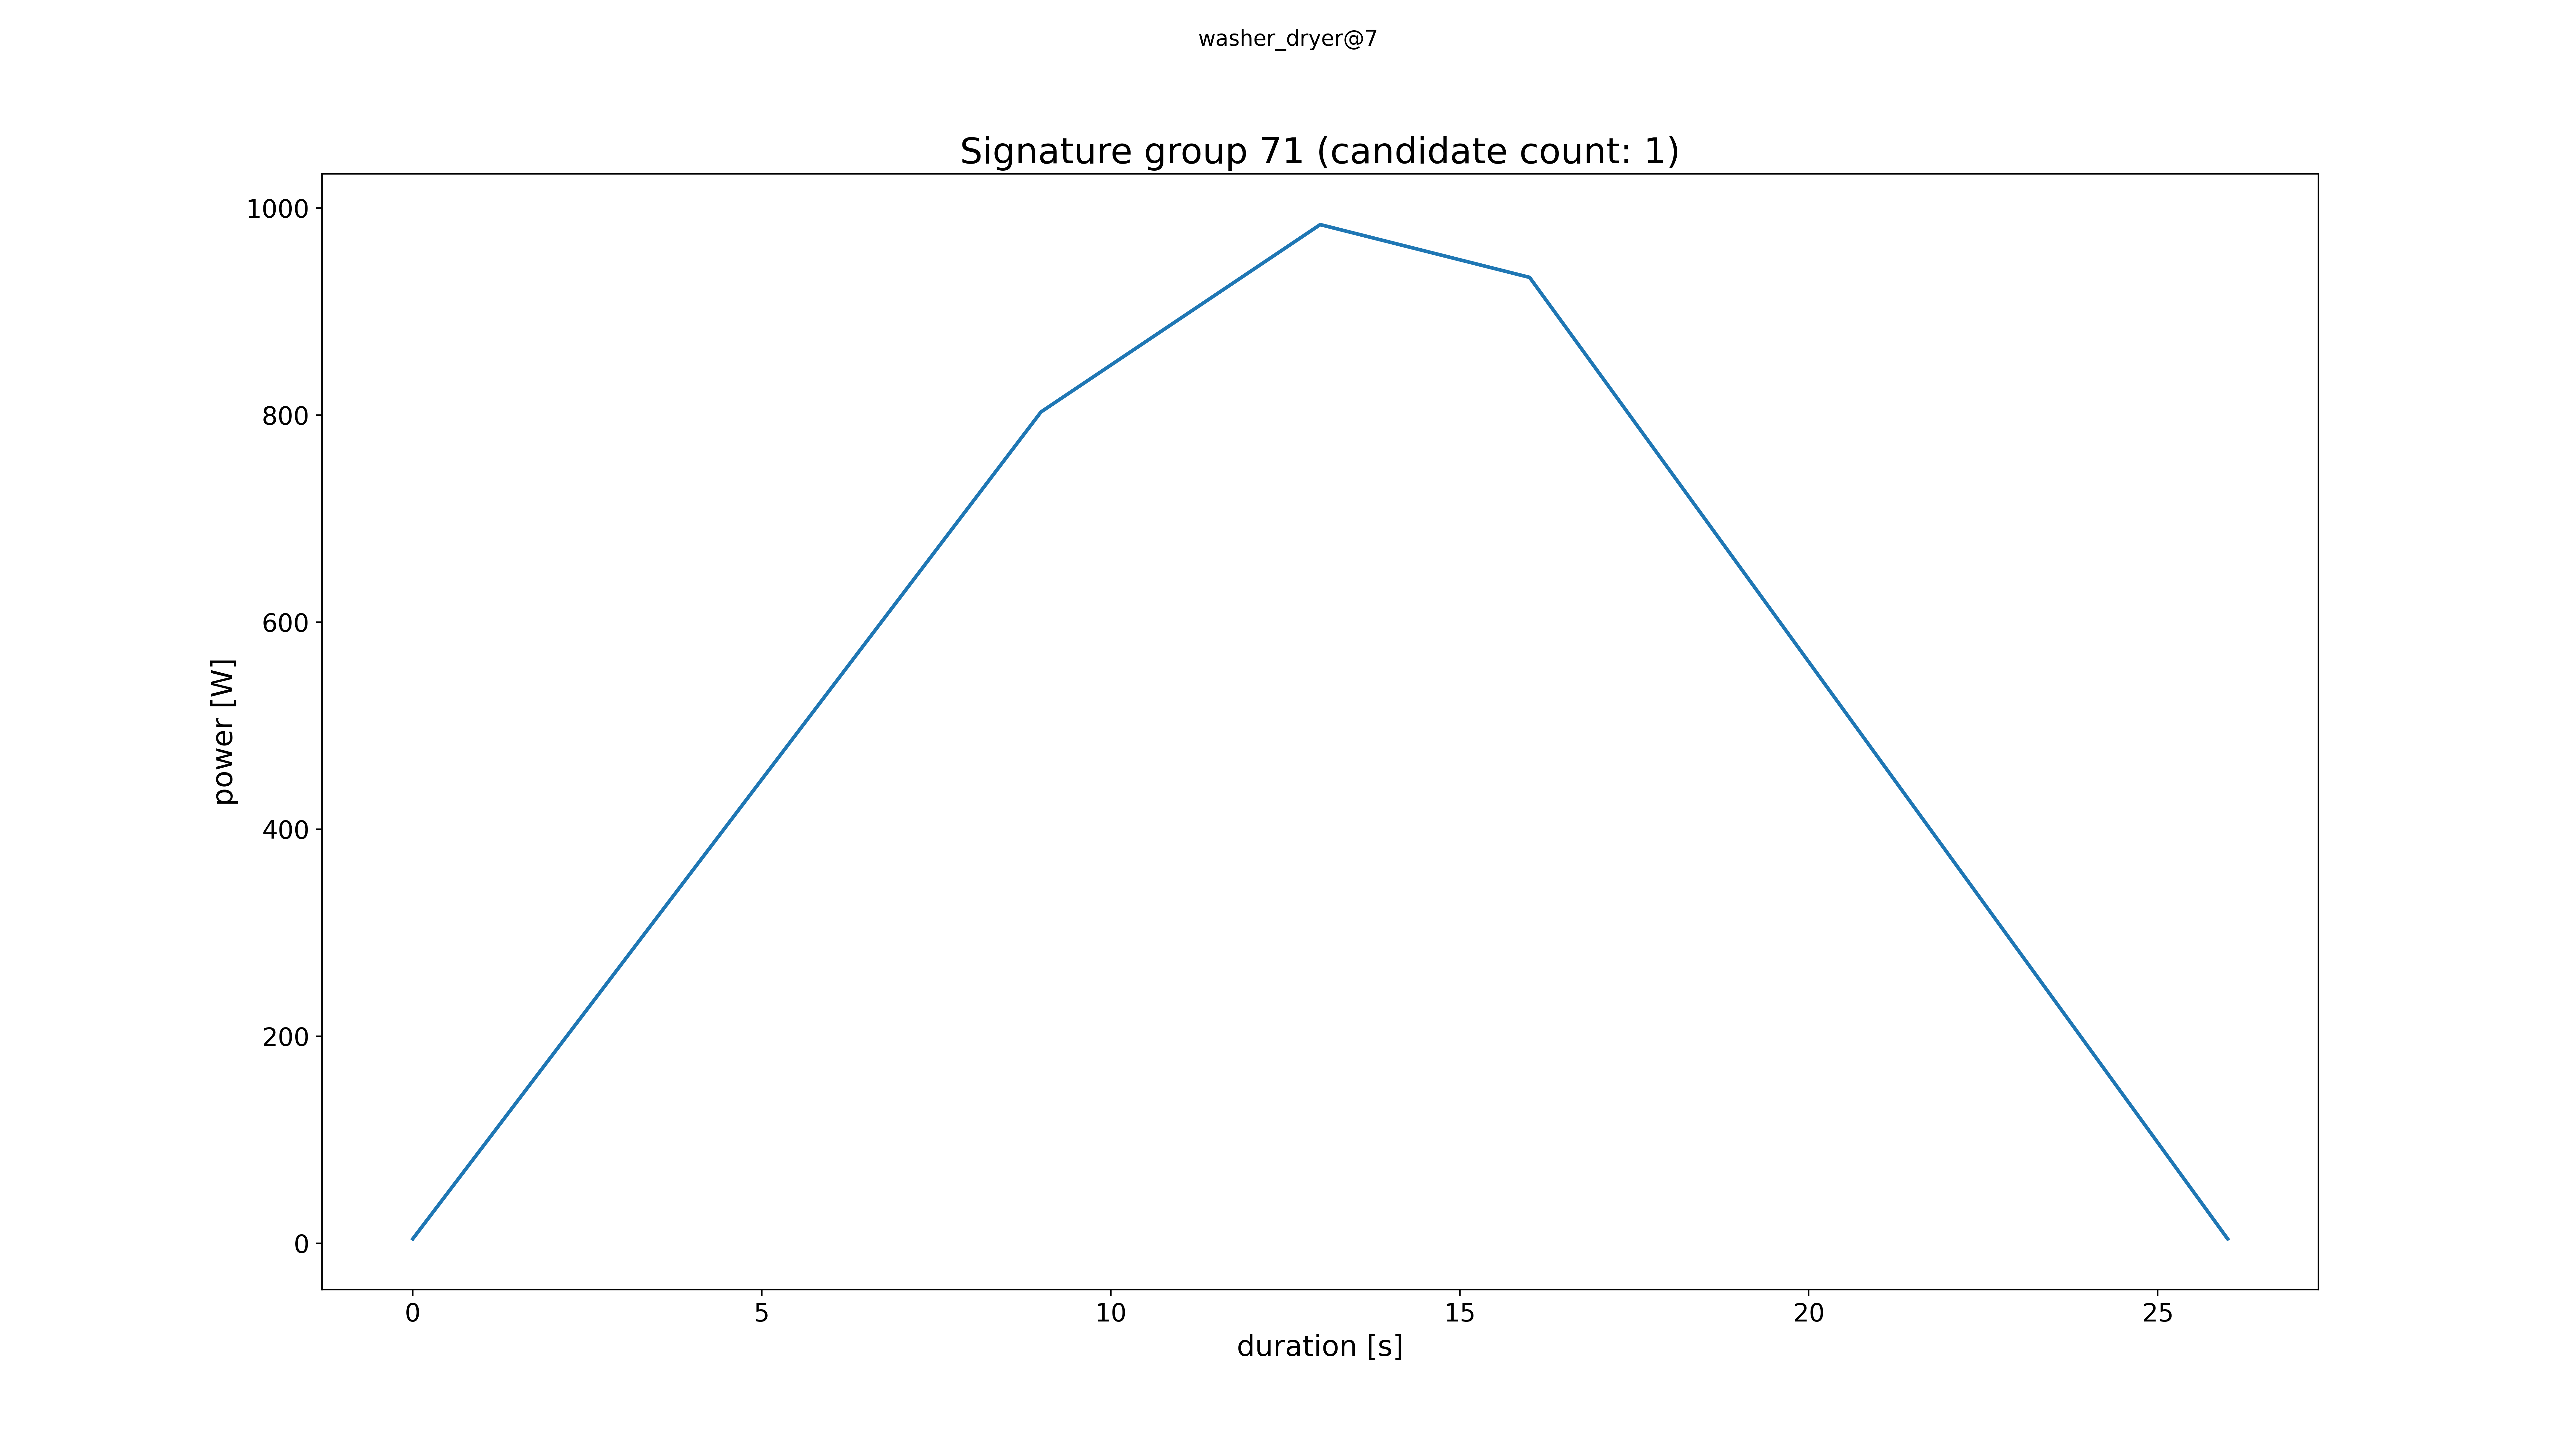 washer_dryer@7
Signature group 71 (candidate count: 1)
1000
800
600
400
200
0
power [W]
0 5 10 15 20 25
duration [s]